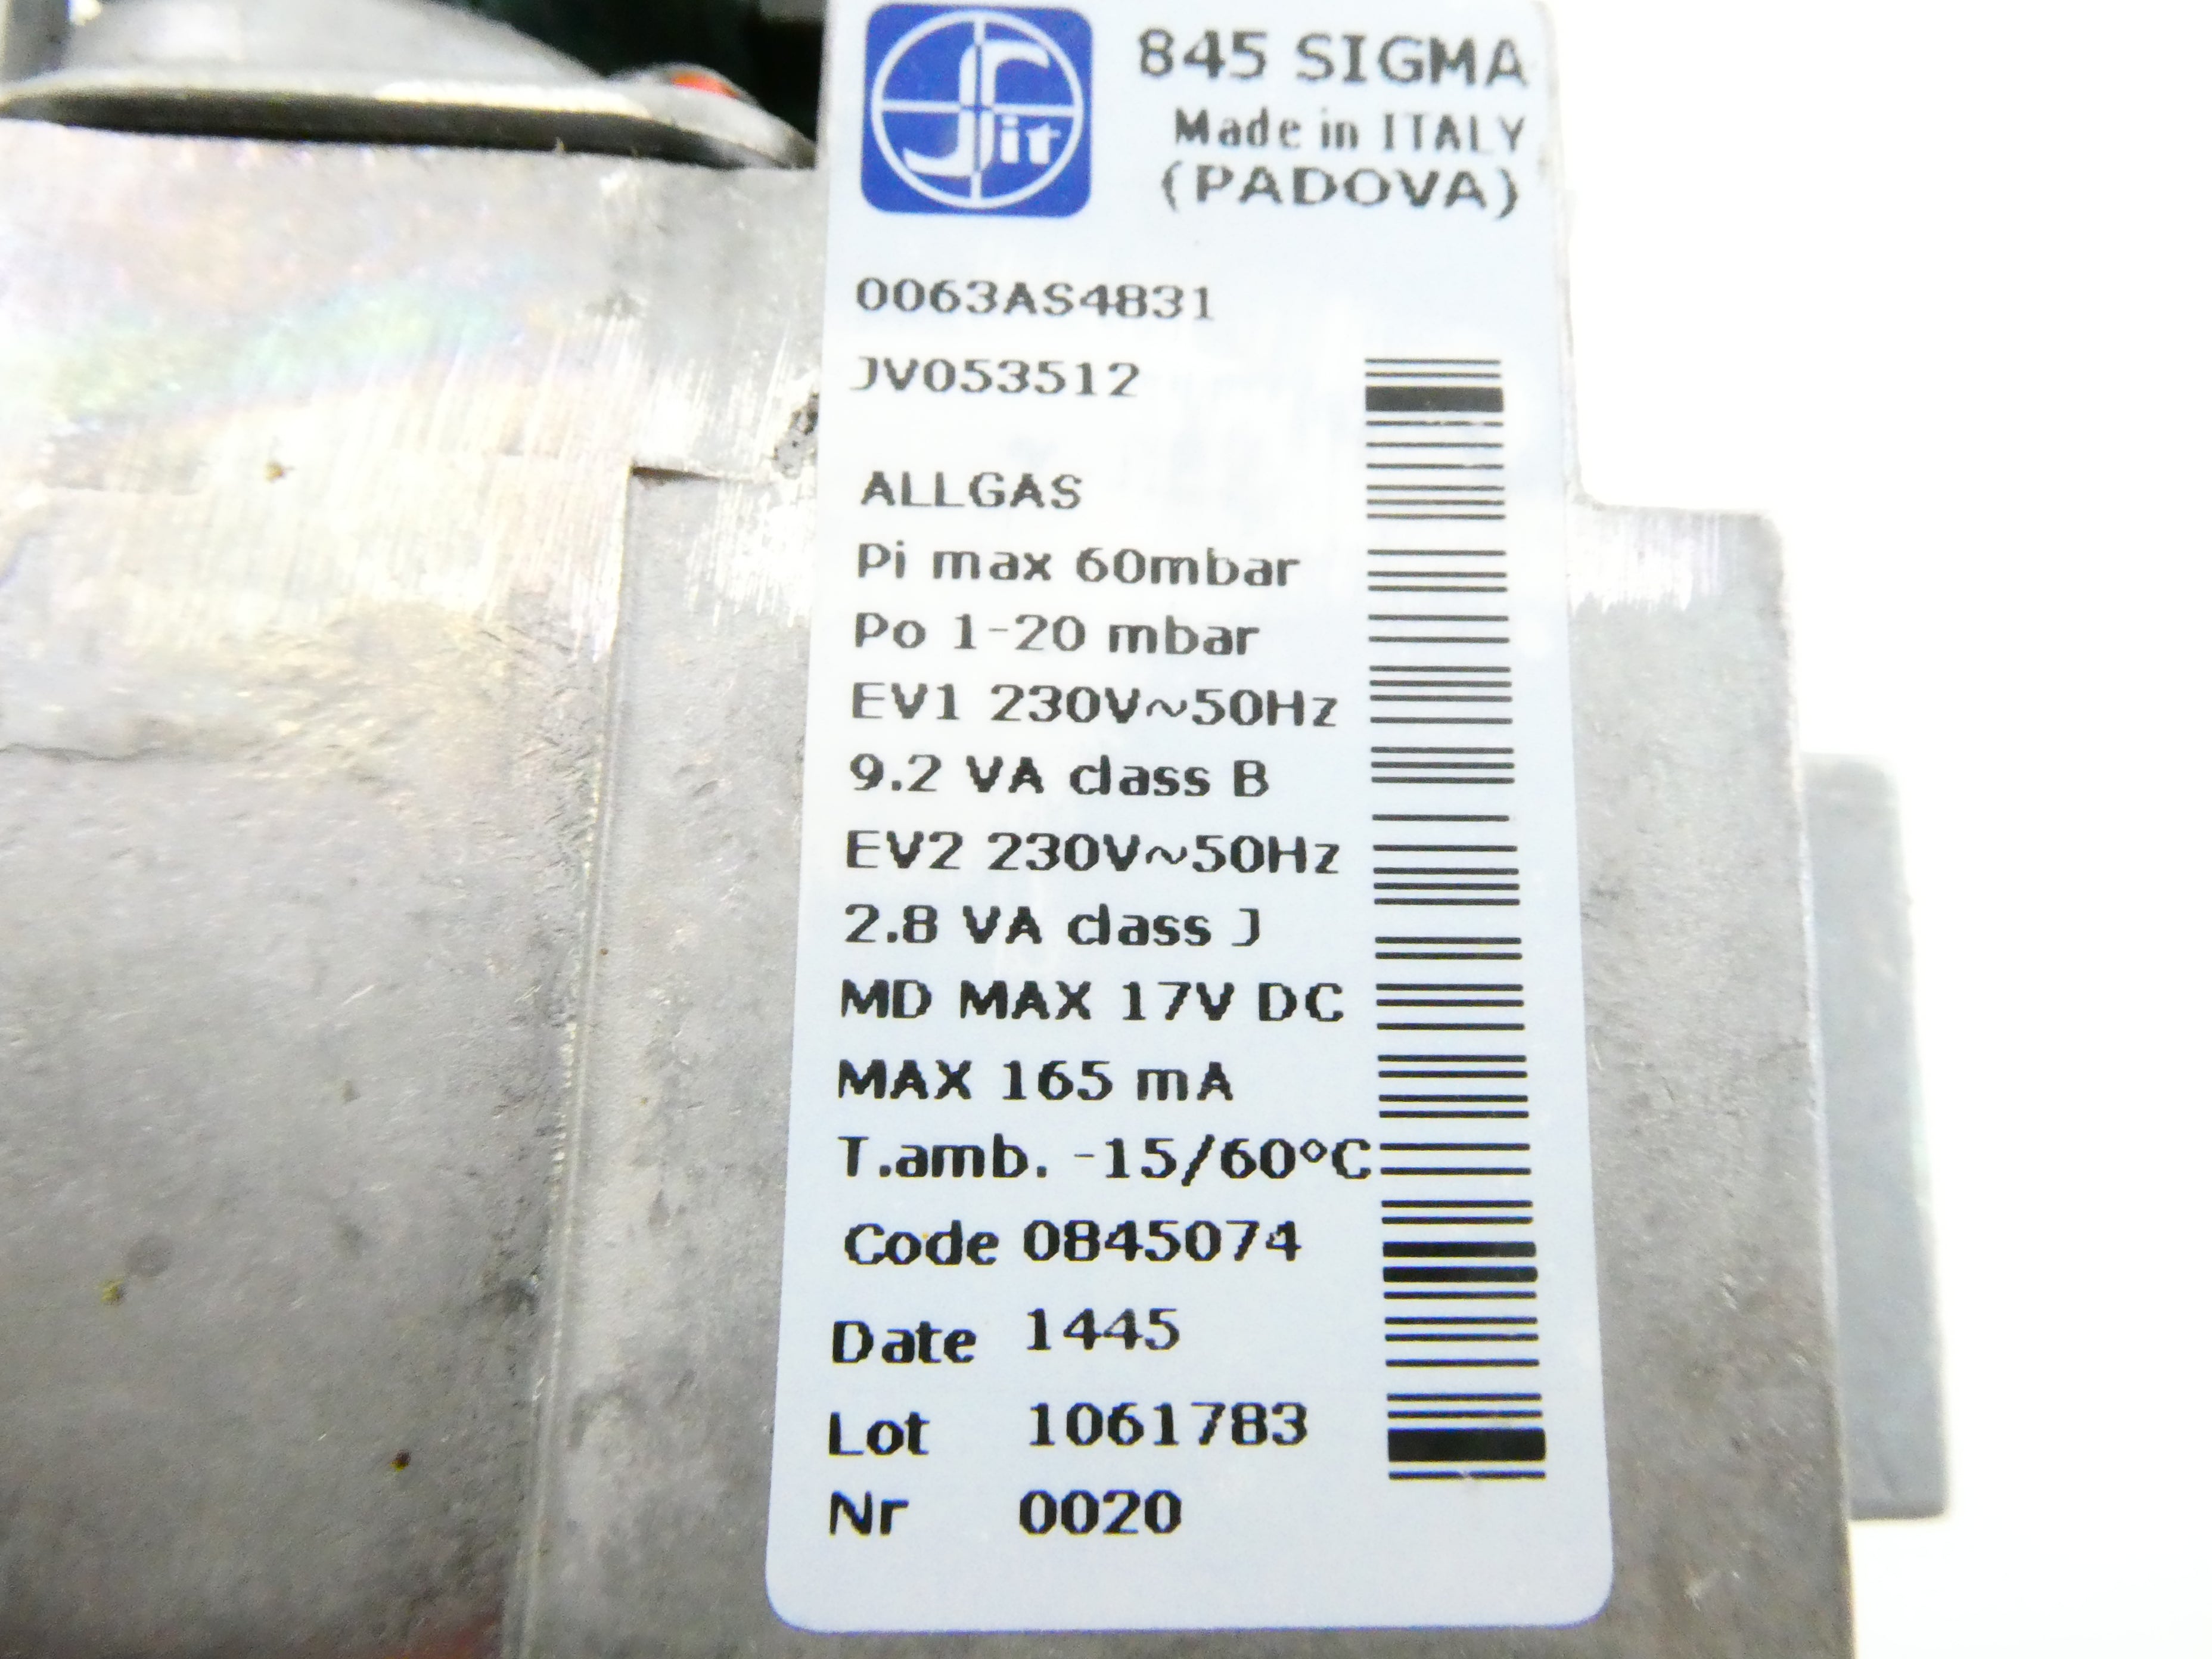 Sit
845 SIGMA
Made in ITALY
(PADOVA)
0063AS4831
JV053512
ALLGAS
Pi max 60mbar
Po 1-20 mbar
EV1 230V~50Hz
9.2 VA class B
EV2 230V~50Hz
2.8 VA class J
MD MAX 17V DC
MAX 165 mA
T.amb. -15/60°C
Code 0845074
Date 1445
Lot 1061783
Nr 0020